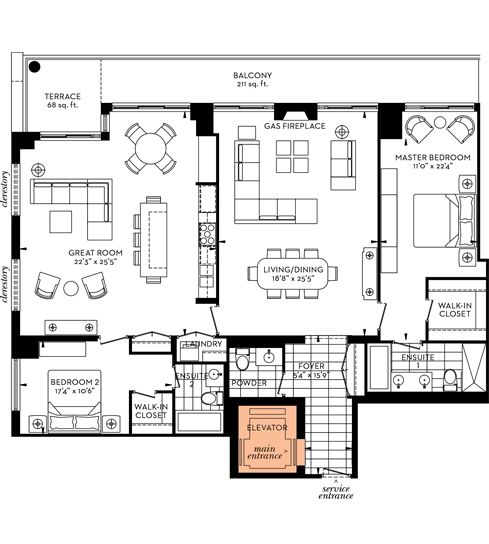 BALCONY
211 sq. ft.
TERRACE
68 sq. ft.
GAS FIREPLACE
MASTER BEDROOM
11'0" x 22'4"
clerestory
GREAT ROOM
22'3" x 25'5"
LIVING/DINING
18'8" x 25'5"
clerestory
WALK-IN
CLOSET
LAUNDRY
ENSUITE
1
FOYER
5'4" x 15'9"
BEDROOM 2
17'4" x 10'6"
ENSUITE
2
POWDER
WALK-IN
CLOSET
ELEVATOR
main
entrance
service
entrance